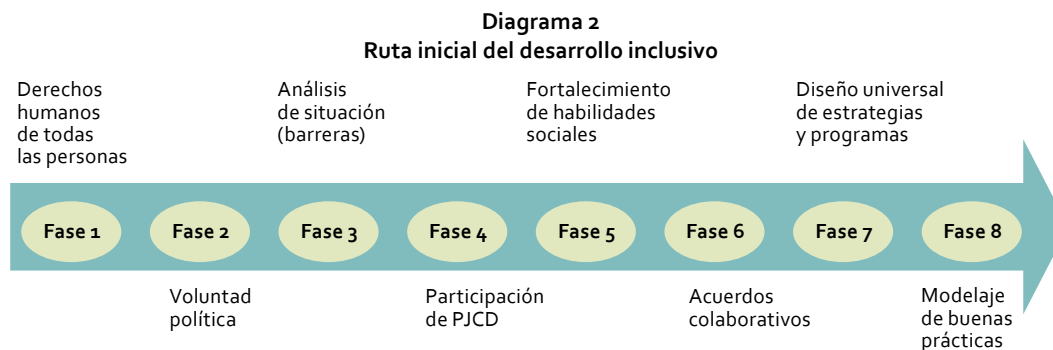 Diagrama 2
Ruta inicial del desarrollo inclusivo
Derechos
humanos
de todas
las personas
Análisis
de situación
(barreras)
Fortalecimiento
de habilidades
sociales
Diseño universal
de estrategias
y programas
Fase 1
Fase 2
Fase 3
Fase 4
Fase 5
Fase 6
Fase 7
Fase 8
Voluntad
política
Participación
de PJCD
Acuerdos
colaborativos
Modelaje
de buenas
prácticas